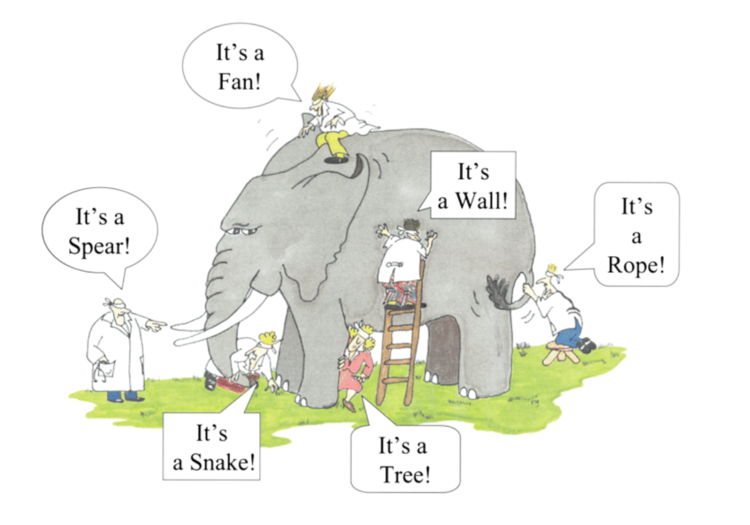 It's a
Fan!
It's
a Wall!
It's a
Spear!
It's
a
Rope!
It's
a Snake!
It's a
Tree!